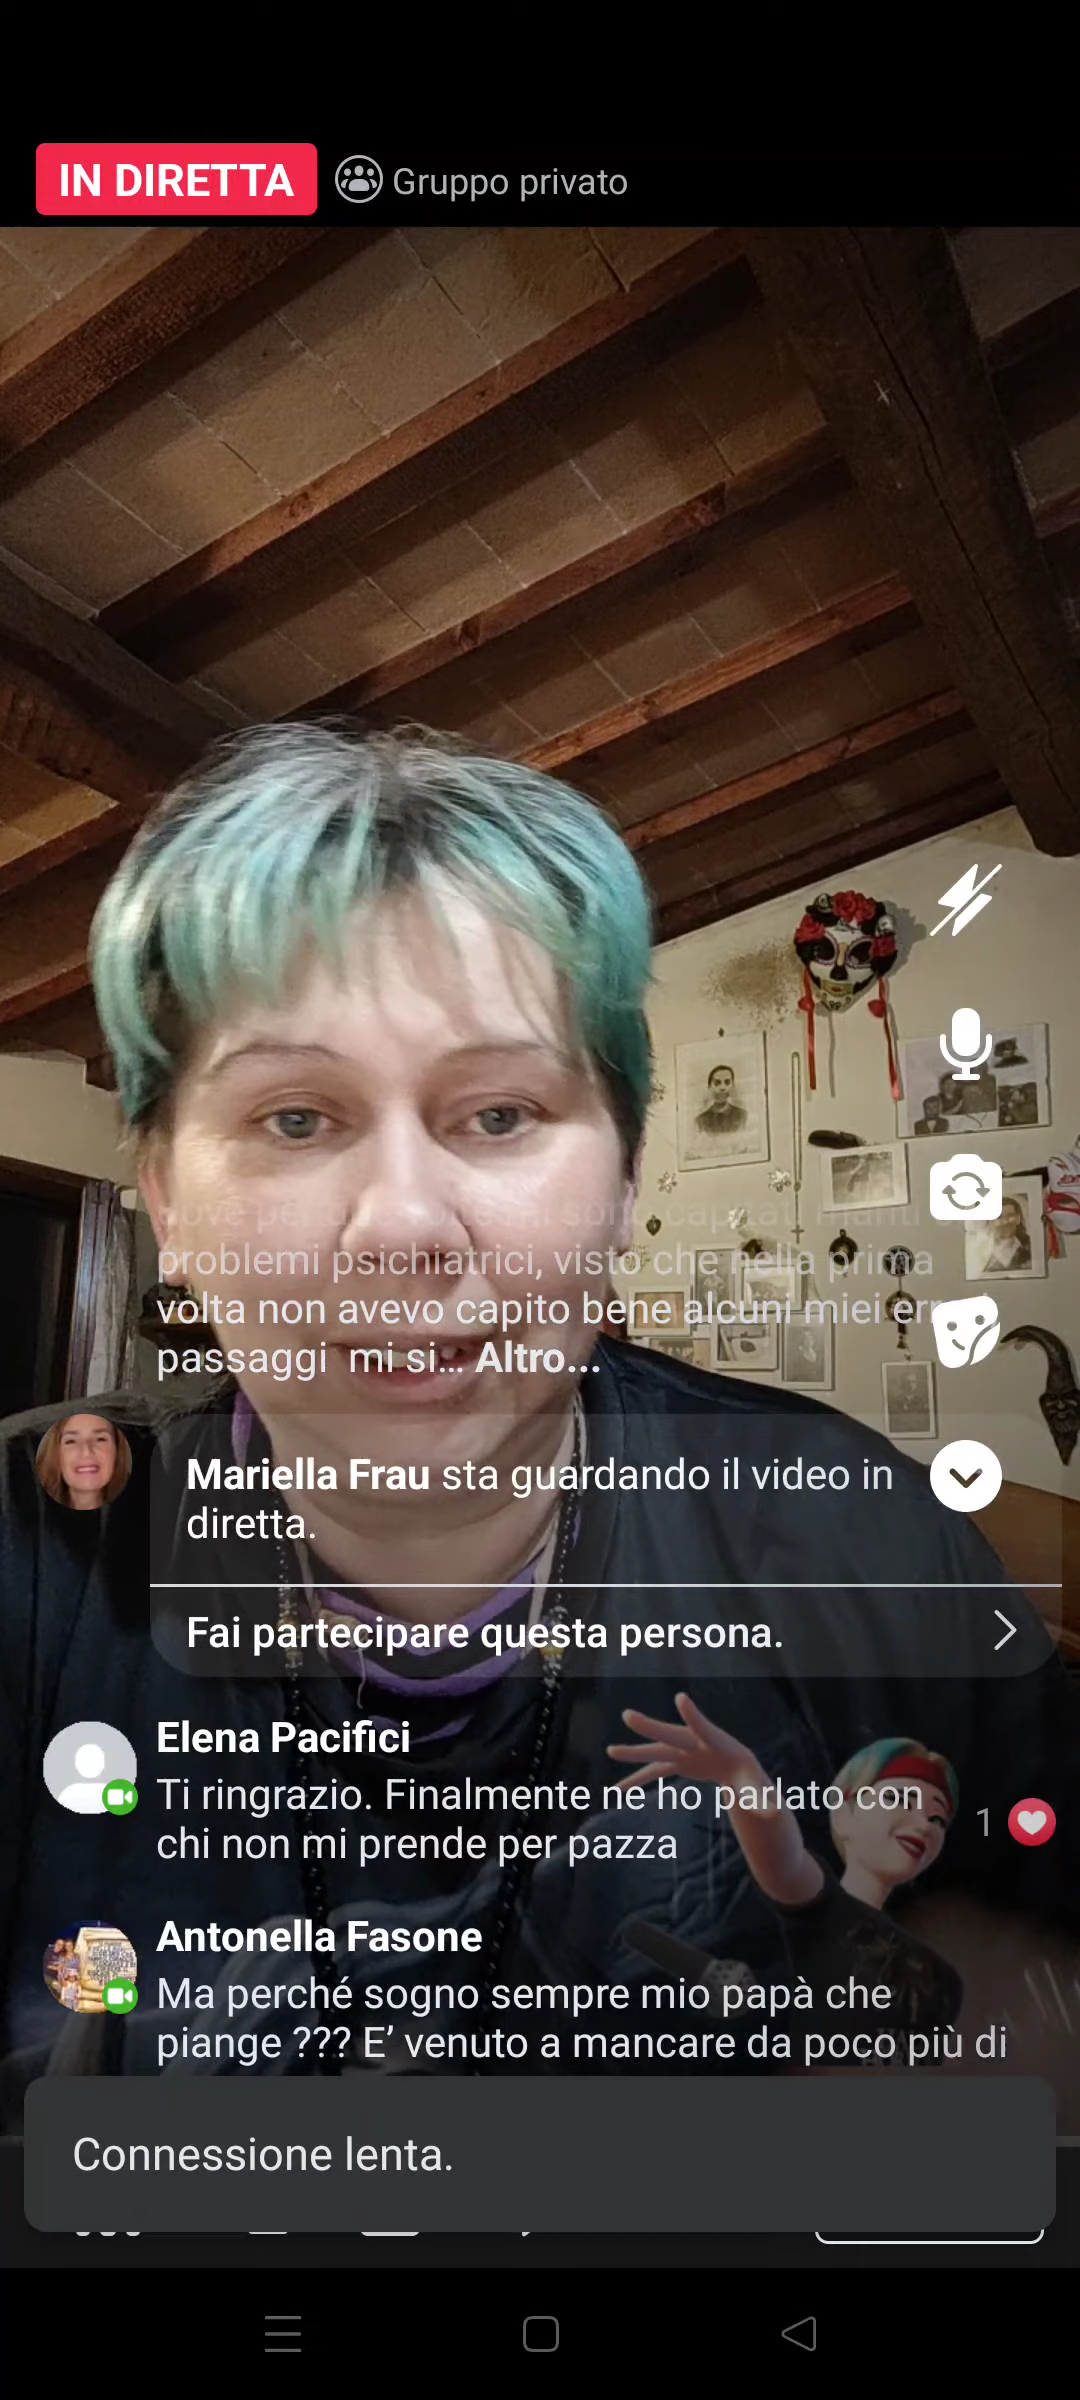 IN DIRETTA
Gruppo privato
problemi psichiatrici, visto che nella prima
volta non avevo capito bene alcuni miei
passaggi mi si... Altro...
Mariella Frau sta guardando il video in
diretta.
Fai partecipare questa persona.
Elena Pacifici
Ti ringrazio. Finalmente ne ho parlato con
chi non mi prende per pazza
1
Antonella Fasone
Ma perché sogno sempre mio papà che
piange ??? E’ venuto a mancare da poco più di
Connessione lenta.